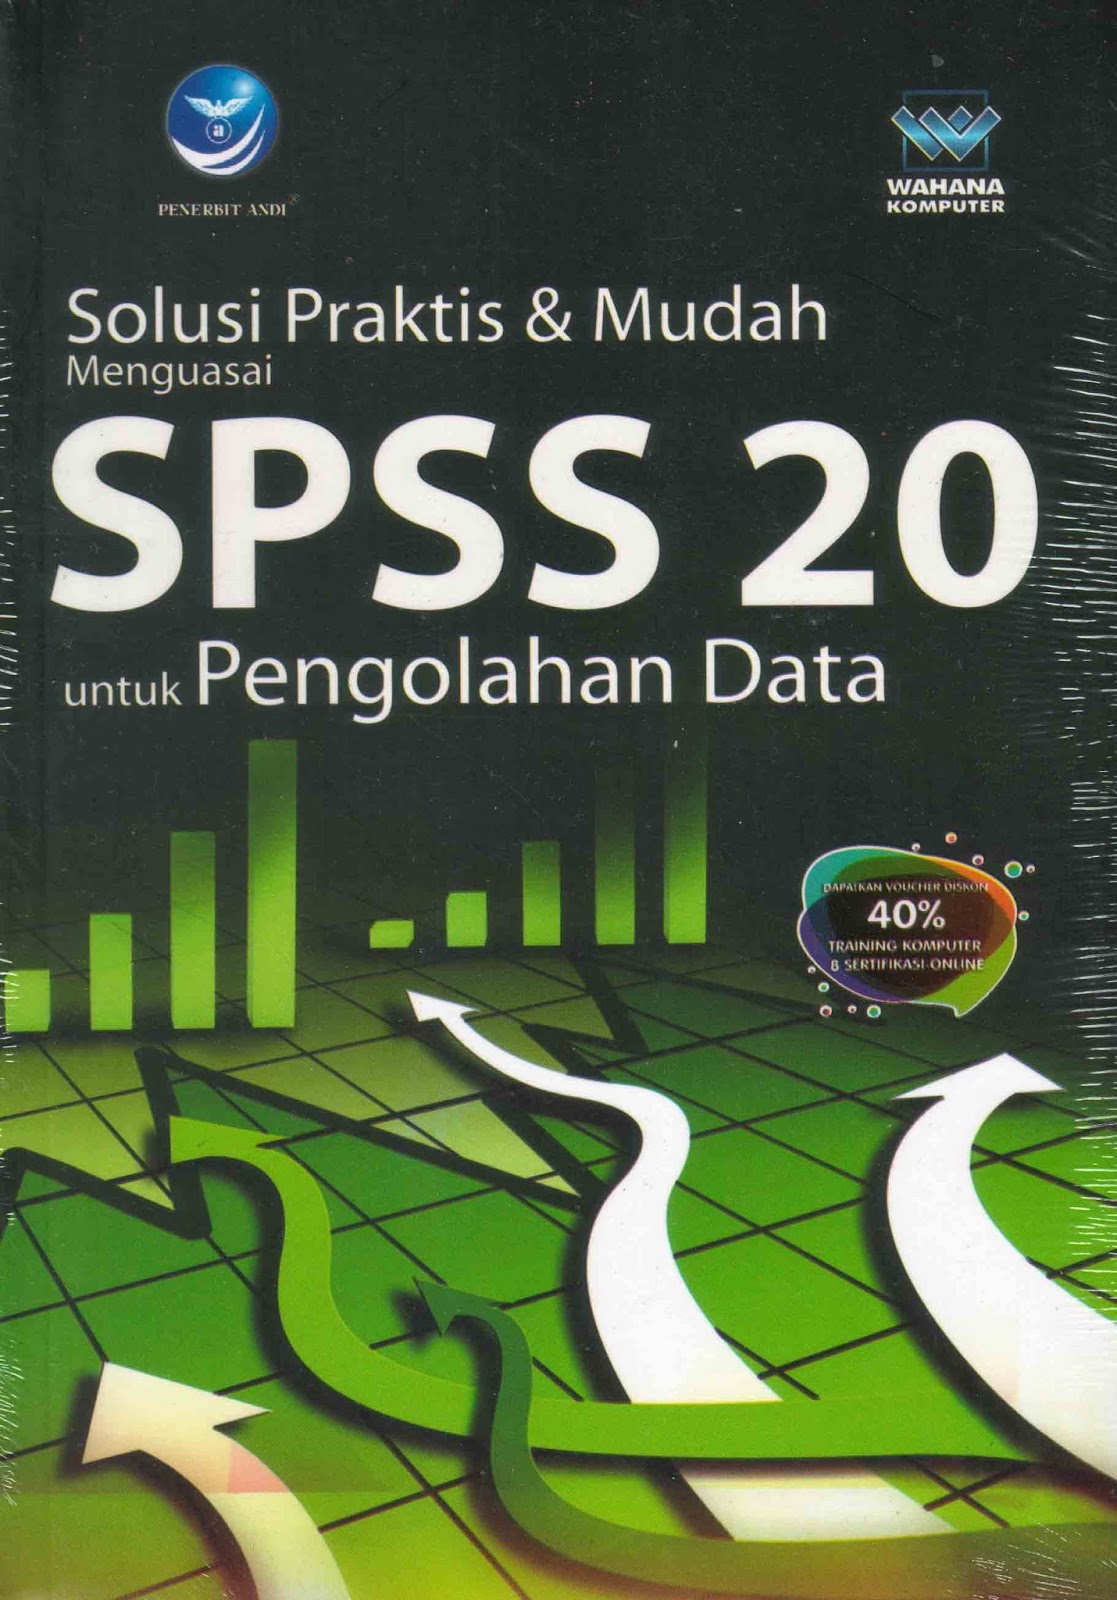 PENERBIT ANDI®
WAHANA
KOMPUTER
Solusi Praktis & Mudah
Menguasai
SPSS 20
untuk Pengolahan Data
DAPATKAN VOUCHER DISKON
40%
TRAINING KOMPUTER
& SERTIFIKASI-ONLINE
a